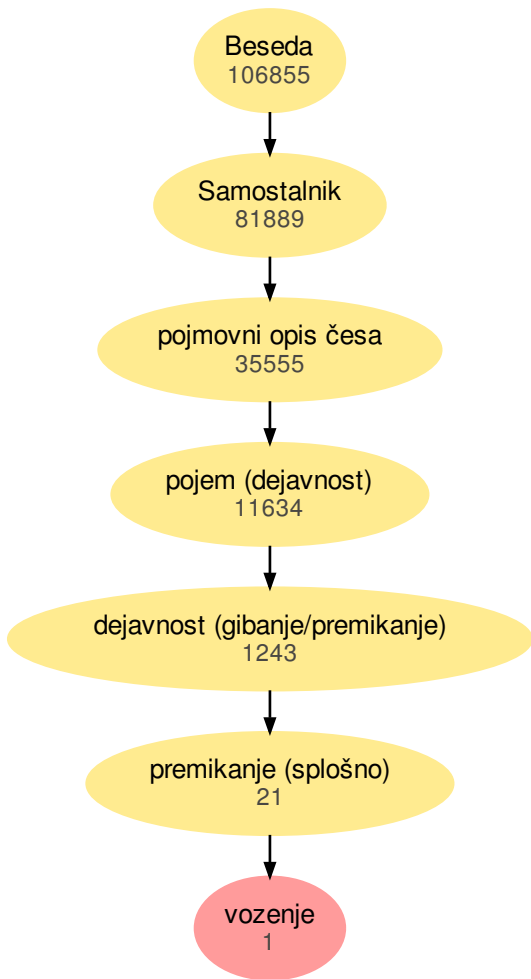 Beseda
106855
Samostalnik
81889
pojmovni opis česa
35555
pojem (dejavnost)
11634
dejavnost (gibanje/premikanje)
1243
premikanje (splošno)
21
vozenje
1